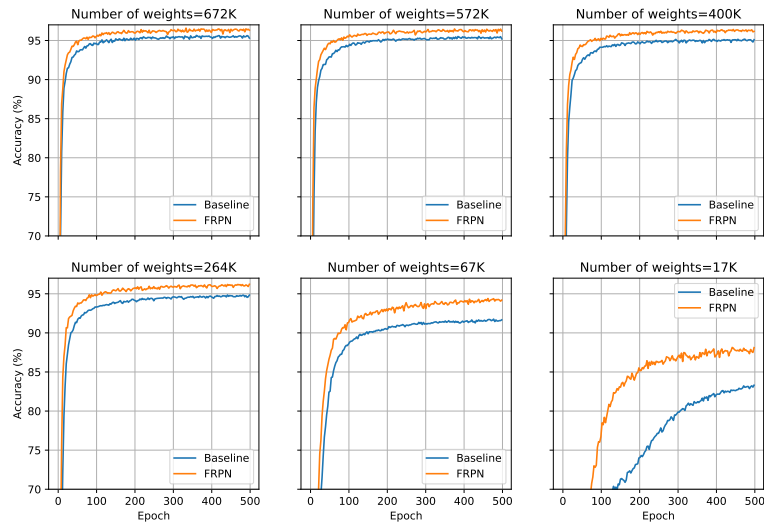 Number of weights=672K
Number of weights=572K
Number of weights=400K
Accuracy (%)
95
90
85
80
75
70
Baseline
FRPN
Baseline
FRPN
Baseline
FRPN
Number of weights=264K
Number of weights=67K
Number of weights=17K
Accuracy (%)
95
90
85
80
75
70
Baseline
FRPN
Baseline
FRPN
Baseline
FRPN
0 100 200 300 400 500
0 100 200 300 400 500
0 100 200 300 400 500
Epoch
Epoch
Epoch